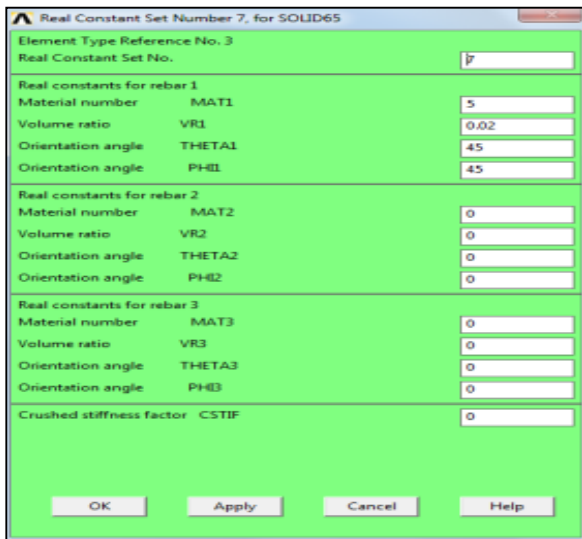 Real Constant Set Number 7, for SOLID65
Element Type Reference No. 3
Real Constant Set No. 7
Real constants for rebar 1
Material number MAT1 5
Volume ratio VR1 0.02
Orientation angle THETA1 45
Orientation angle PHI1 45
Real constants for rebar 2
Material number MAT2 0
Volume ratio VR2 0
Orientation angle THETA2 0
Orientation angle PHI2 0
Real constants for rebar 3
Material number MAT3 0
Volume ratio VR3 0
Orientation angle THETA3 0
Orientation angle PHI3 0
Crushed stiffness factor CSTIF 0
OK Apply Cancel Help